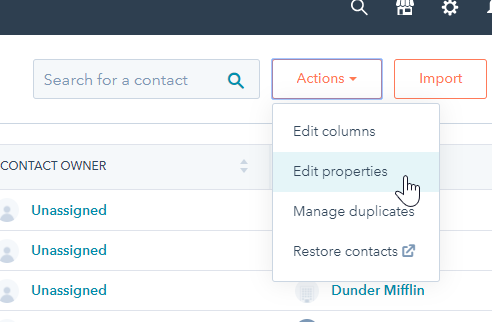 Search for a contact
Actions
Import
Edit columns
CONTACT OWNER
Edit properties
Unassigned
Manage duplicates
Unassigned
Restore contacts
Unassigned
Dunder Mifflin